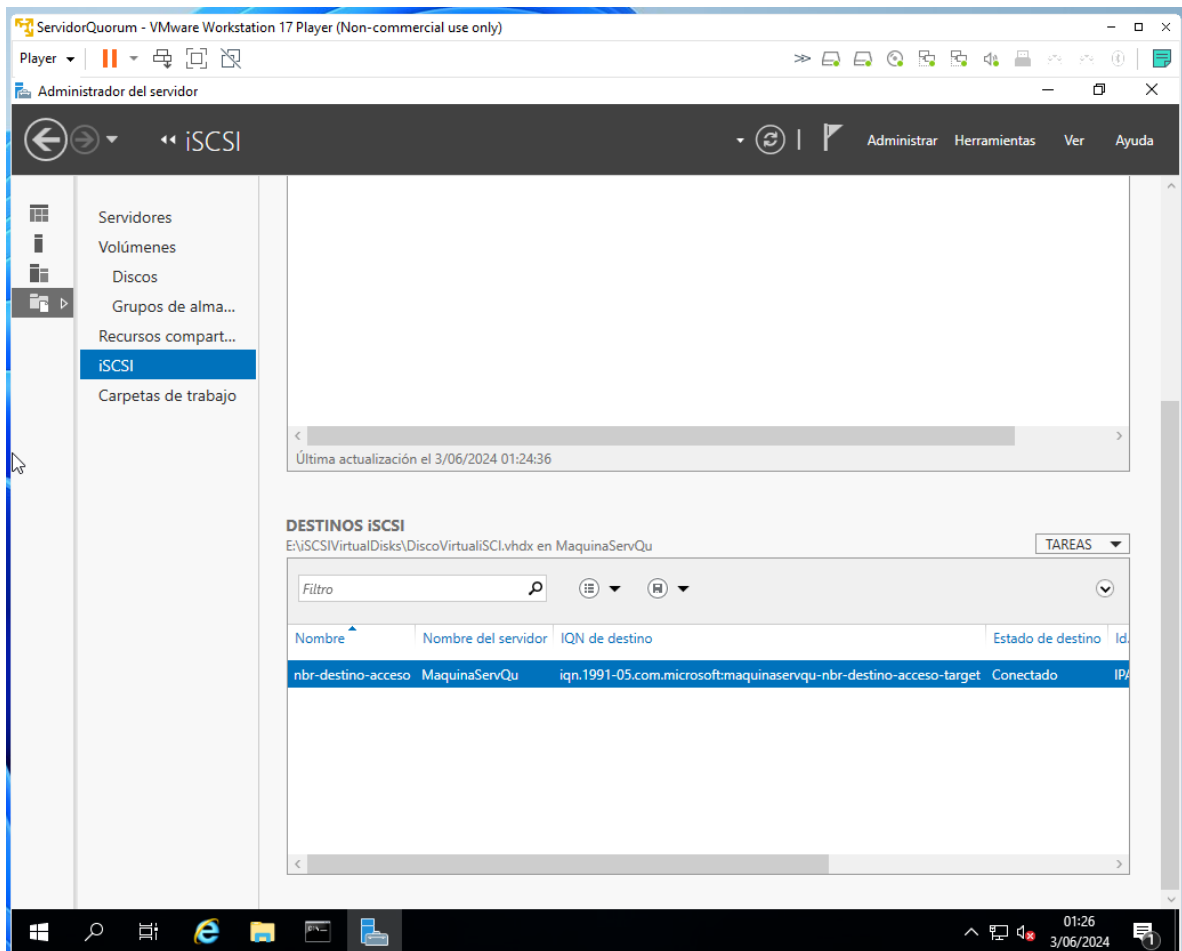 ServidorQuorum - VMware Workstation 17 Player (Non-commercial use only)
Player
Administrador del servidor
iSCSI
Administrar Herramientas Ver Ayuda
Servidores
Volúmenes
Discos
Grupos de alma...
Recursos compart...
iSCSI
Carpetas de trabajo
Última actualización el 3/06/2024 01:24:36
DESTINOS iSCSI
E:\iSCSIVirtualDisks\DiscoVirtualiSCI.vhdx en MaquinaServQu
TAREAS
Filtro
Nombre Nombre del servidor IQN de destino Estado de destino Id.
nbr-destino-acceso MaquinaServQu iqn.1991-05.com.microsoft:maquinaservqu-nbr-destino-acceso-target Conectado IPA
01:26
3/06/2024
1